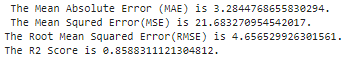 The Mean Absolute Error (MAE) is 3.2844768655830294.
The Mean Squred Error(MSE) is 21.683270954542017.
The Root Mean Squared Error(RMSE) is 4.656529926301561.
The R2 Score is 0.8588311121304812.